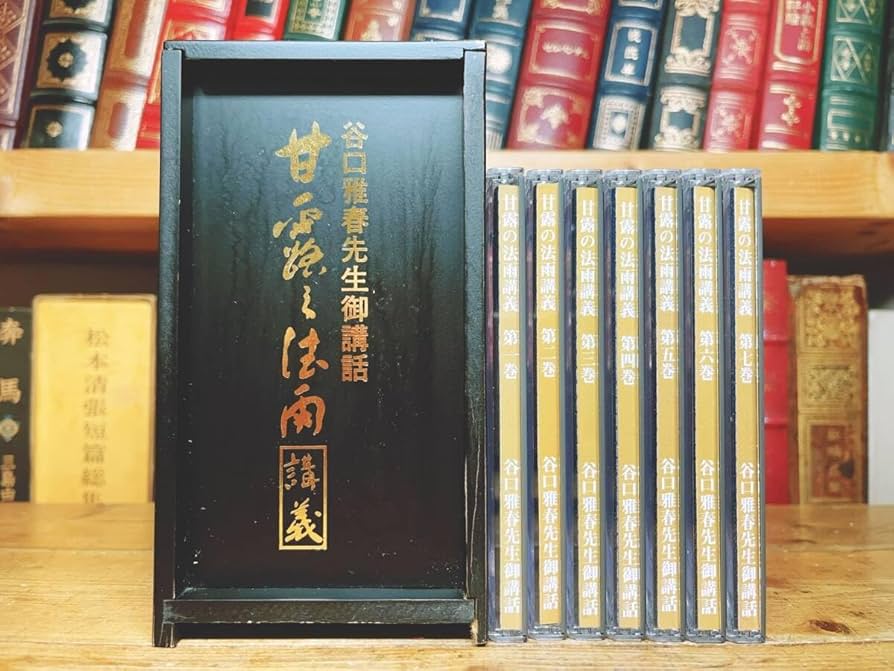 谷口雅春先生御講話
甘露之法雨
講義
甘露の法雨講義 第一巻 谷口雅春先生御講話
甘露の法雨講義 第二巻 谷口雅春先生御講話
甘露の法雨講義 第三巻 谷口雅春先生御講話
甘露の法雨講義 第四巻 谷口雅春先生御講話
甘露の法雨講義 第五巻 谷口雅春先生御講話
甘露の法雨講義 第六巻 谷口雅春先生御講話
甘露の法雨講義 第七巻 谷口雅春先生御講話
奔馬
三島由
松本清張短篇総集